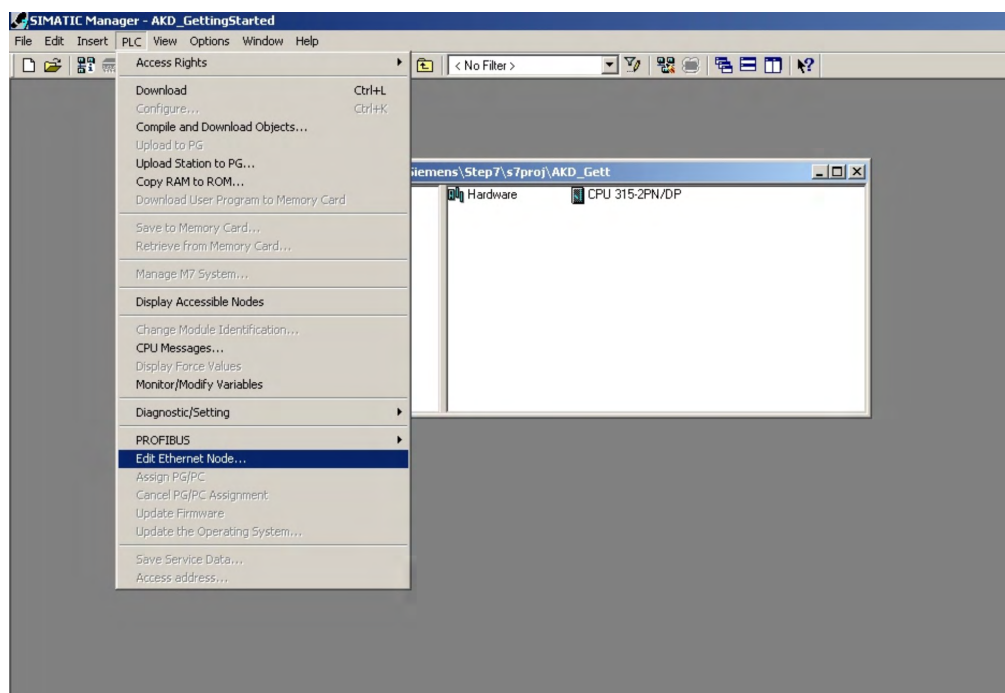 SIMATIC Manager - AKD_GettingStarted
File Edit Insert PLC View Options Window Help
< No Filter >
Access Rights
Download Ctrl+L
Configure... Ctrl+K
Compile and Download Objects...
Upload to PG
Upload Station to PG...
Copy RAM to ROM...
Download User Program to Memory Card
Save to Memory Card...
Retrieve from Memory Card...
Manage M7 System...
Display Accessible Nodes
Change Module Identification...
CPU Messages...
Display Force Values
Monitor/Modify Variables
Diagnostic/Setting
PROFIBUS
Edit Ethernet Node...
Assign PG/PC
Cancel PG/PC Assignment
Update Firmware
Update the Operating System...
Save Service Data...
Access address...
Siemens\Step7\s7proj\AKD_Gett
Hardware CPU 315-2PN/DP